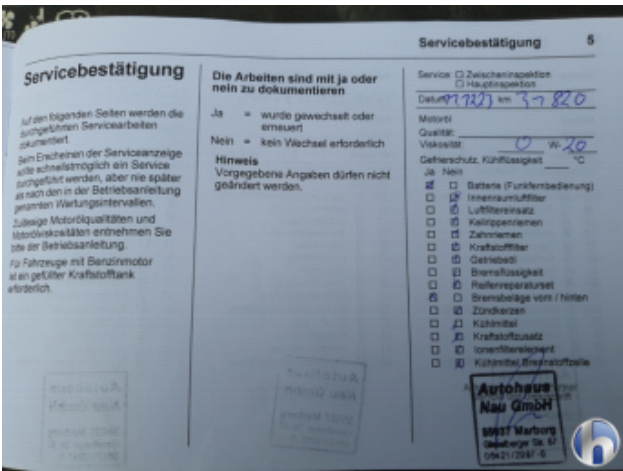 Servicebestätigung 5
Servicebestätigung
Auf den folgenden Seiten werden die
durchgeführten Servicearbeiten
dokumentiert.
Beim Erscheinen der Serviceanzeige
sollte schnellstmöglich ein Service
durchgeführt werden, aber nie später
als nach den in der Betriebsanleitung
genannten Wartungsintervallen.
Zulässige Motorölqualitäten und
Motorölviskositäten entnehmen Sie
bitte der Betriebsanleitung.
Für Fahrzeuge mit Benzinmotor
ist ein gefüllter Kraftstofftank
erforderlich.
Die Arbeiten sind mit ja oder
nein zu dokumentieren
Ja = wurde gewechselt oder
erneuert
Nein = kein Wechsel erforderlich
Hinweis
Vorgegebene Angaben dürfen nicht
geändert werden.
Service: Zwischeninspektion
Hauptinspektion
Datum km 820
Motoröl
Qualität:
Viskosität: 0 W-20
Gefrierschutz, Kühlflüssigkeit °C
Ja Nein
Batterie (Funkfernbedienung)
Innenraumluftfilter
Luftfiltereinsatz
Keilrippenriemen
Zahnriemen
Kraftstofffilter
Getriebeöl
Bremsflüssigkeit
Reifenreparaturset
Bremsbeläge vorn / hinten
Zündkerzen
Kühlmittel
Kraftstoffzusatz
Ionenfilterelement
Kühlmittel Brennstoffzelle
Autohaus
Nau GmbH
Marburg